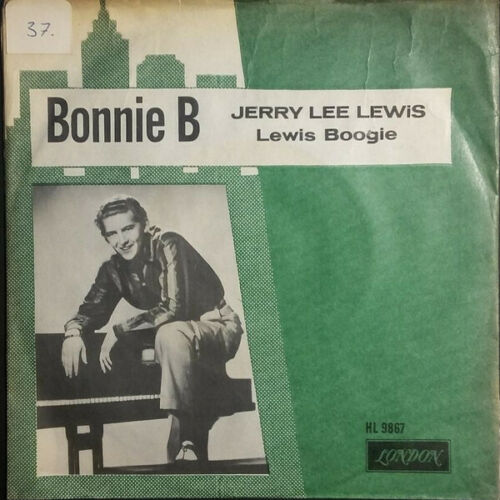 37.
Bonnie B
JERRY LEE LEWiS
Lewis Boogie
HL 9867
LONDON